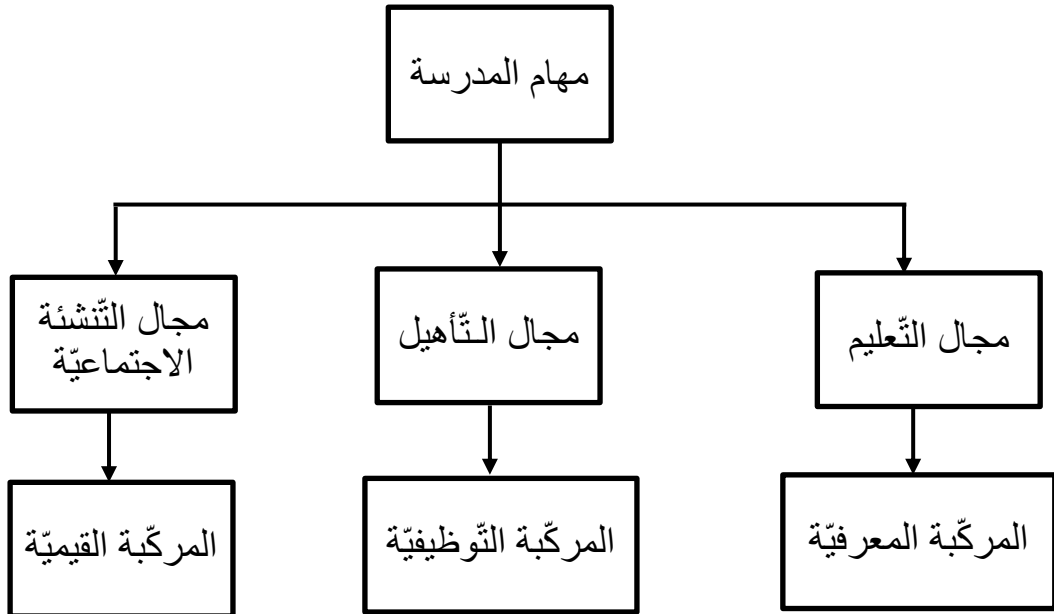 مهام المدرسة
مجال التّعليم
مجال التّأهيل
مجال التّنشئة
الاجتماعيّة
المركّبة المعرفيّة
المركّبة التّوظيفيّة
المركّبة القيميّة